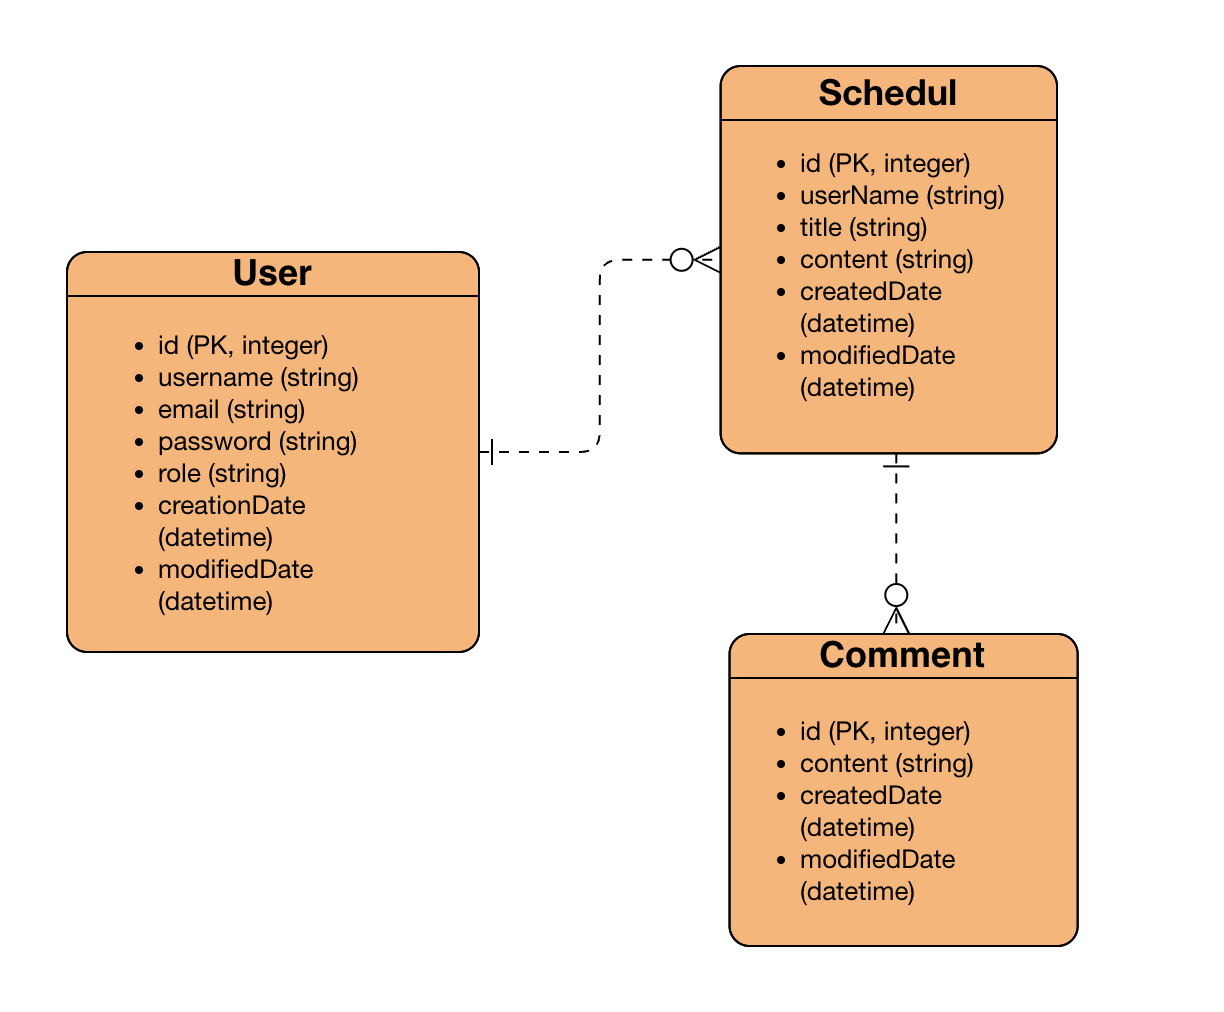 Schedul
• id (PK, integer)
• userName (string)
• title (string)
• content (string)
• createdDate
(datetime)
• modifiedDate
(datetime)
User
• id (PK, integer)
• username (string)
• email (string)
• password (string)
• role (string)
• creationDate
(datetime)
• modifiedDate
(datetime)
Comment
• id (PK, integer)
• content (string)
• createdDate
(datetime)
• modifiedDate
(datetime)